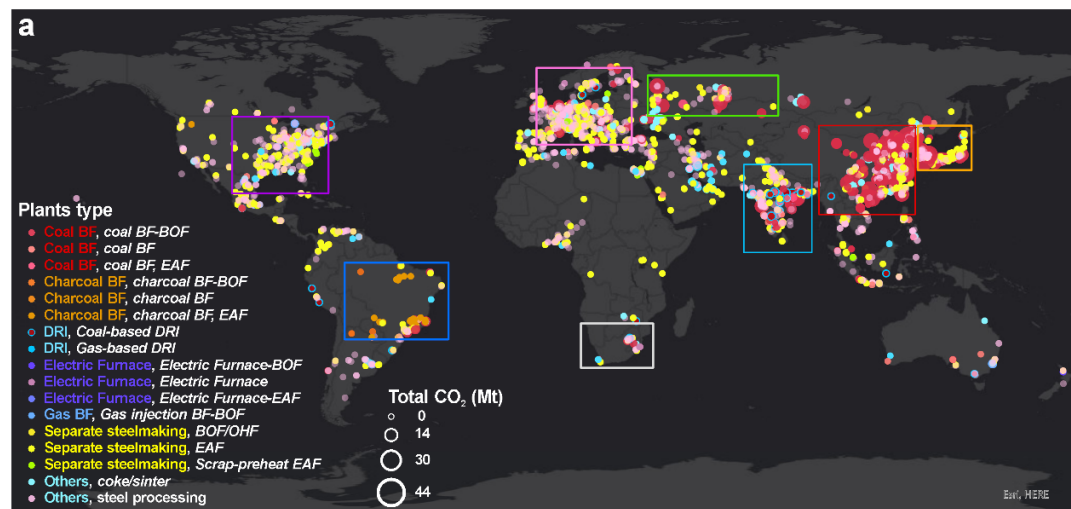 a
Plants type
Coal BF, coal BF-BOF
Coal BF, coal BF
Coal BF, coal BF, EAF
Charcoal BF, charcoal BF-BOF
Charcoal BF, charcoal BF
Charcoal BF, charcoal BF, EAF
DRI, Coal-based DRI
DRI, Gas-based DRI
Electric Furnace, Electric Furnace-BOF
Electric Furnace, Electric Furnace
Electric Furnace, Electric Furnace-EAF
Gas BF, Gas injection BF-BOF
Separate steelmaking, BOF/OHF
Separate steelmaking, EAF
Separate steelmaking, Scrap-preheat EAF
Others, coke/sinter
Others, steel processing
Total CO₂ (Mt)
0
14
30
44
Esri, HERE